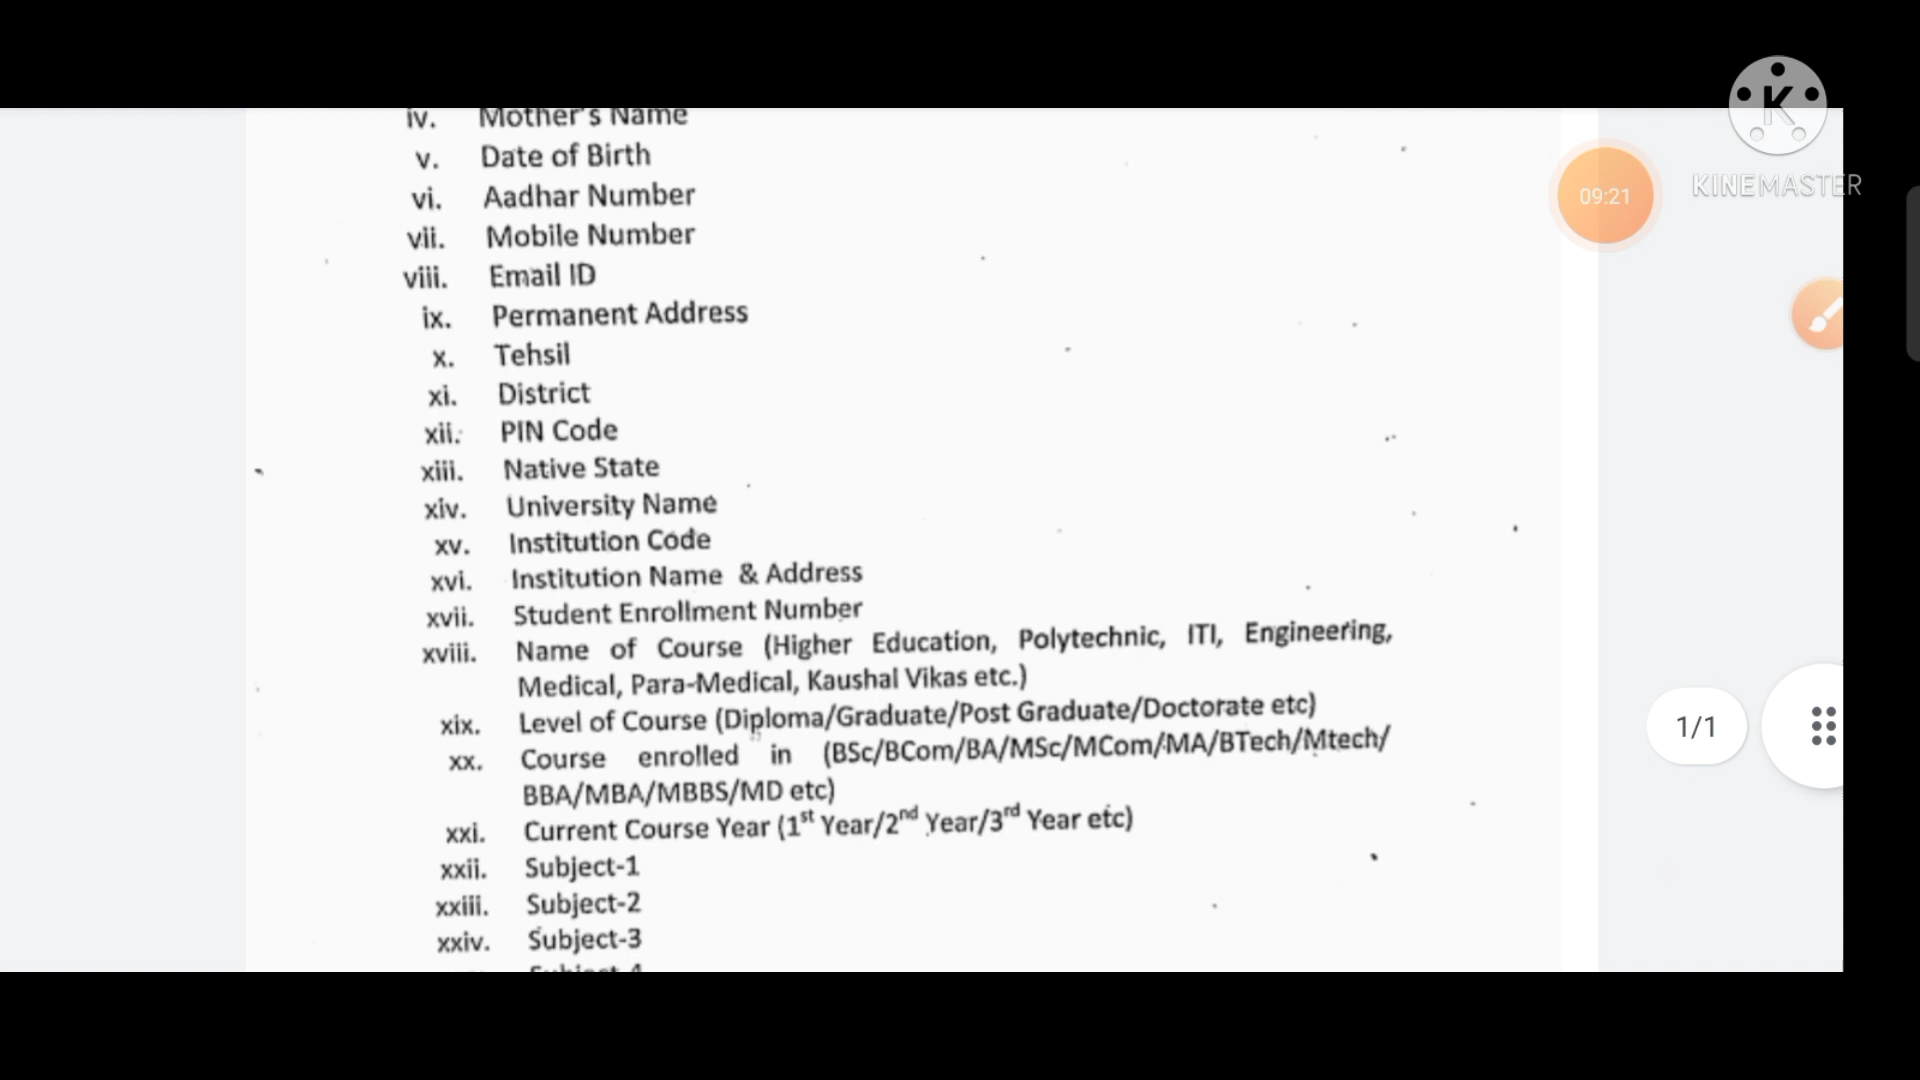 iv. Mother's Name
v. Date of Birth
vi. Aadhar Number
vii. Mobile Number
viii. Email ID
ix. Permanent Address
x. Tehsil
xi. District
xii. PIN Code
xiii. Native State
xiv. University Name
xv. Institution Code
xvi. Institution Name & Address
xvii. Student Enrollment Number
xviii. Name of Course (Higher Education, Polytechnic, ITI, Engineering,
Medical, Para-Medical, Kaushal Vikas etc.)
xix. Level of Course (Diploma/Graduate/Post Graduate/Doctorate etc)
xx. Course enrolled in (BSc/BCom/BA/MSc/MCom/MA/BTech/Mtech/
BBA/MBA/MBBS/MD etc)
xxi. Current Course Year (1st Year/2nd Year/3rd Year etc)
xxii. Subject-1
xxiii. Subject-2
xxiv. Subject-3
Subject-4
09:21
K
KINEMASTER
1/1